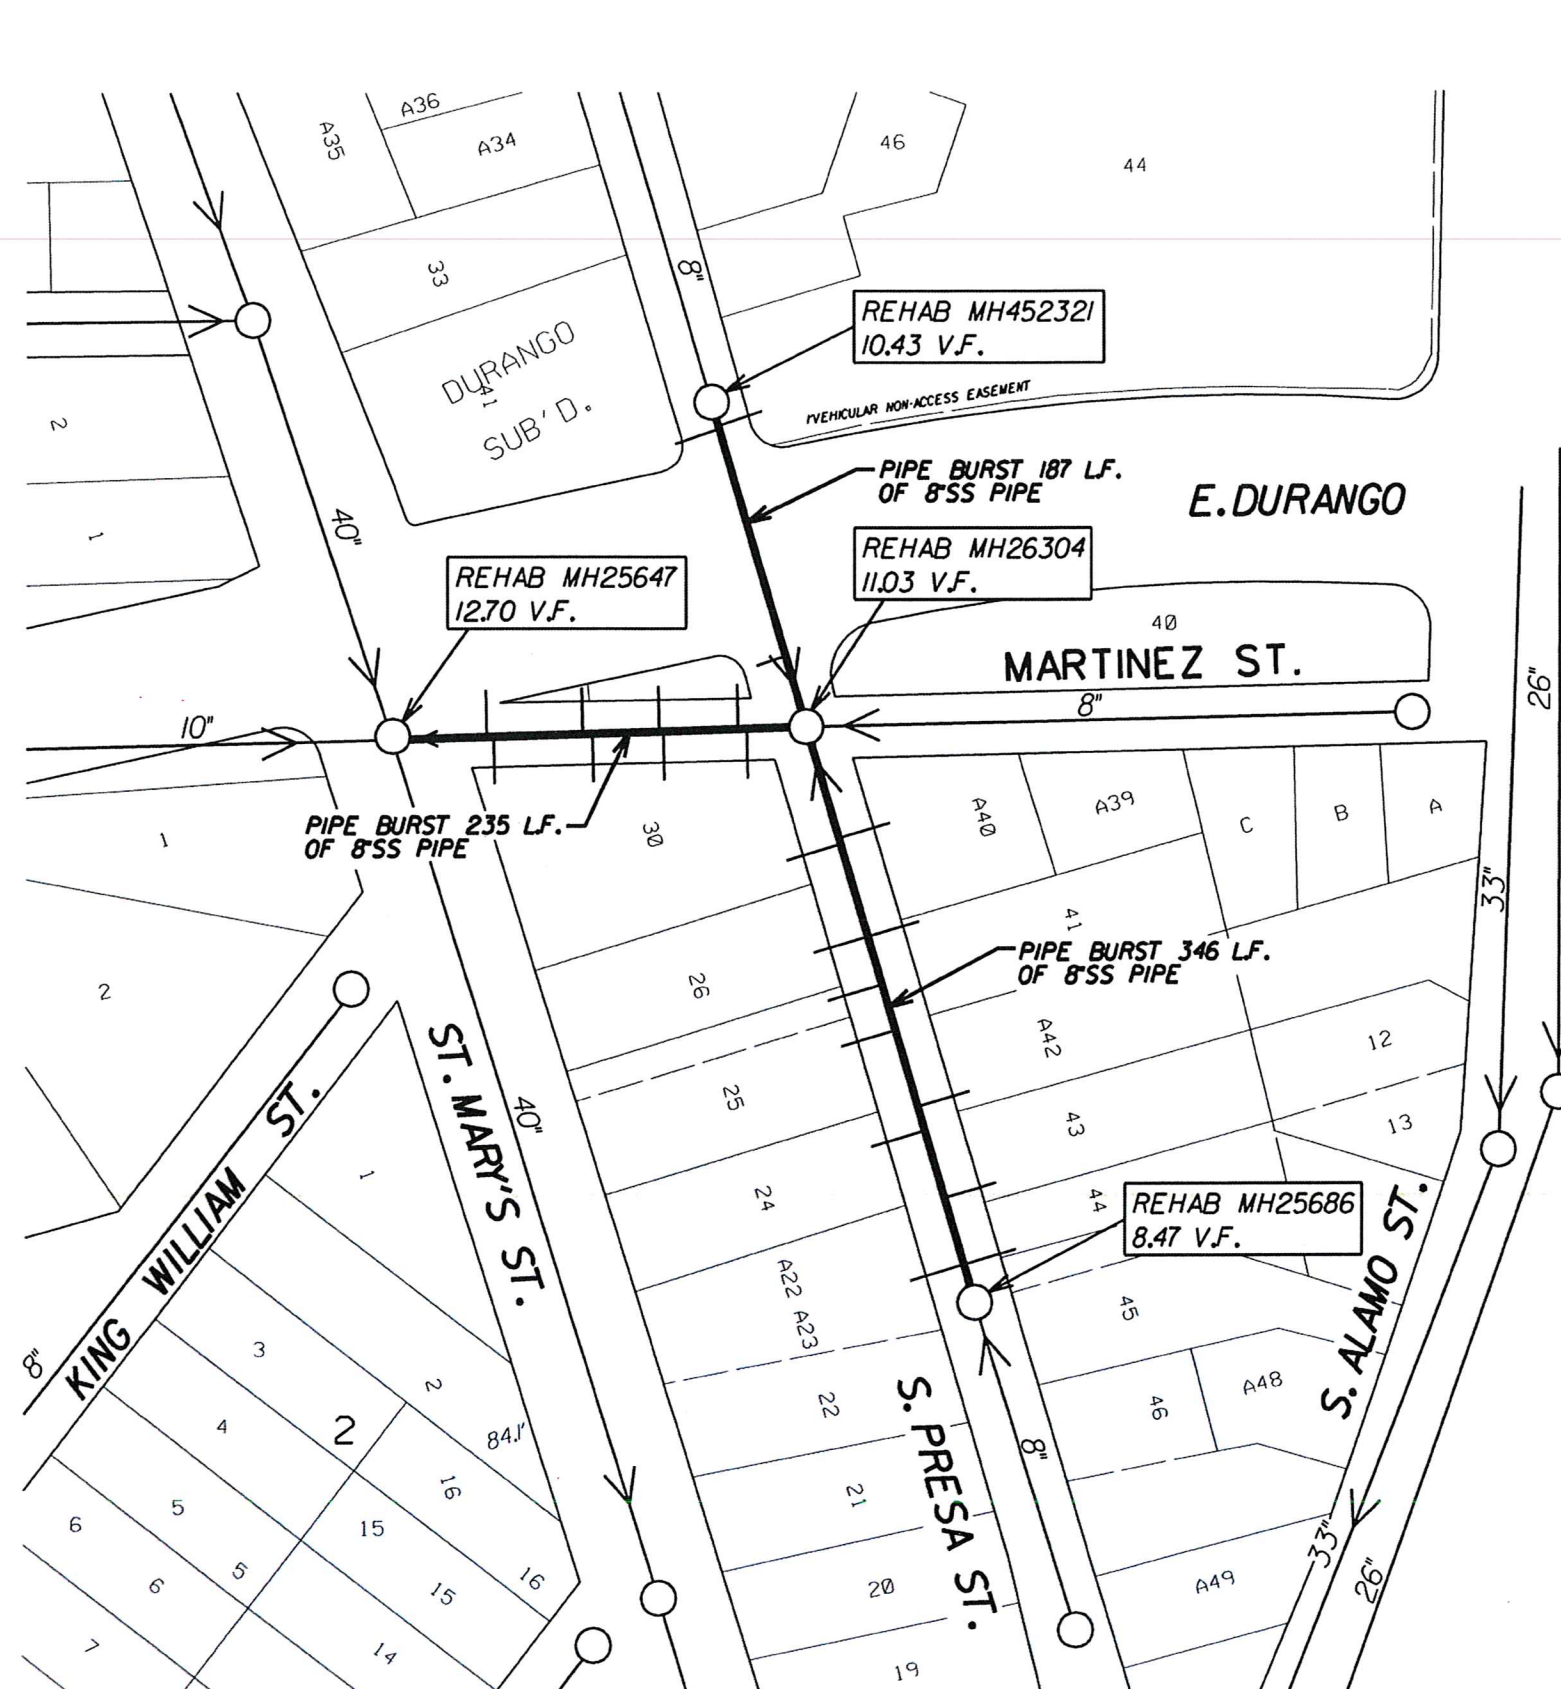 A36
A35
A34
46
44
33
8"
DURANGO
41
SUB'D.
REHAB MH452321
10.43 V.F.
1' VEHICULAR NON-ACCESS EASEMENT
2
PIPE BURST 187 L.F.
OF 8"SS PIPE
E. DURANGO
1
40"
REHAB MH26304
11.03 V.F.
REHAB MH25647
12.70 V.F.
40
MARTINEZ ST.
26"
8"
10"
PIPE BURST 235 L.F.
OF 8"SS PIPE
1
30
A40
A39
C
B
A
33"
41
PIPE BURST 346 L.F.
OF 8"SS PIPE
2
26
A42
12
ST. MARY'S ST.
40"
25
43
13
KING WILLIAM ST.
8"
1
24
44
REHAB MH25686
8.47 V.F.
A22
A23
45
S. ALAMO ST.
3
2
22
46
A48
S. PRESA ST.
4
2
84.1'
8"
16
21
5
6
15
33"
26"
5
6
16
15
20
A49
7
14
19